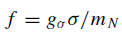 f = g_σ σ/m_N